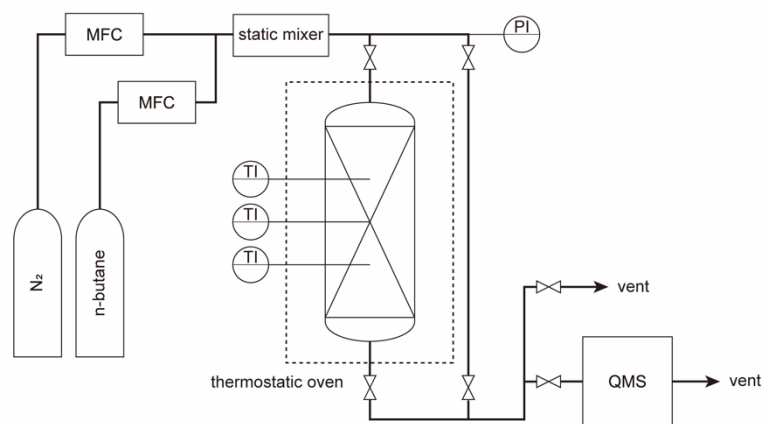 MFC
static mixer
PI
MFC
TI
TI
TI
N₂
n-butane
vent
thermostatic oven
QMS
vent